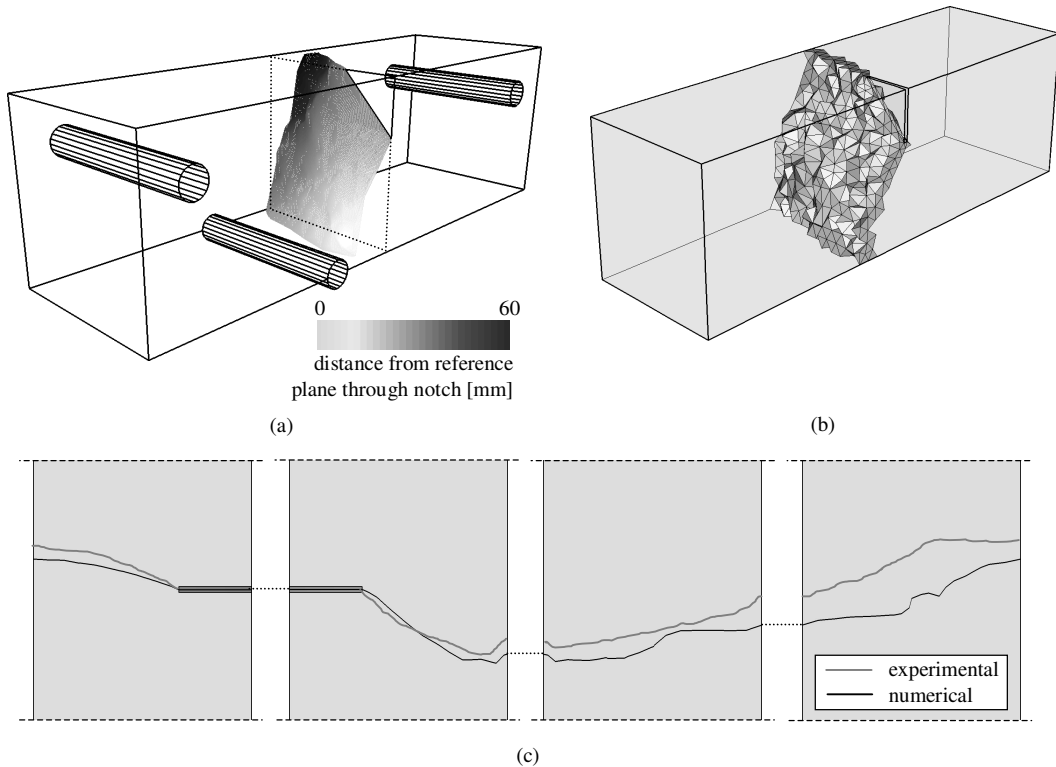 0 60
distance from reference
plane through notch [mm]
(a)
(b)
experimental
numerical
(c)